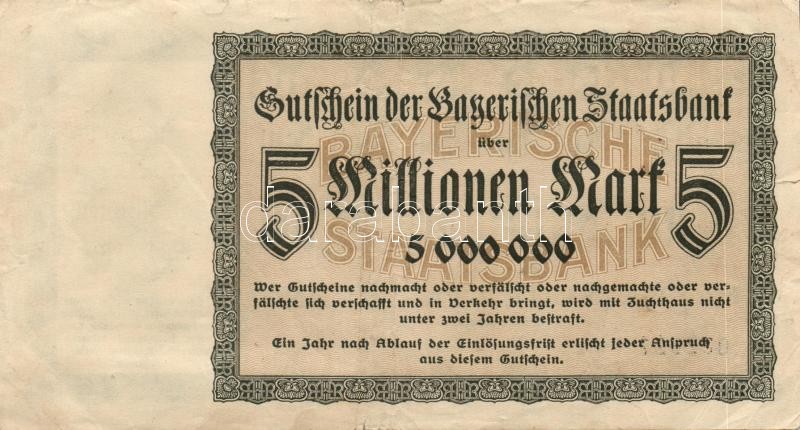 Gutschein der Bayerischen Staatsbank
über
BAYERISCHE
5 Millionen Mark 5
5 000 000
STAATSBANK
darabanth
Wer Gutscheine nachmacht oder verfälscht oder nachgemachte oder ver-
fälschte sich verschafft und in Verkehr bringt, wird mit Zuchthaus nicht
unter zwei Jahren bestraft.
Ein Jahr nach Ablauf der Einlösungsfrist erlischt jeder Anspruch
aus diesem Gutschein.